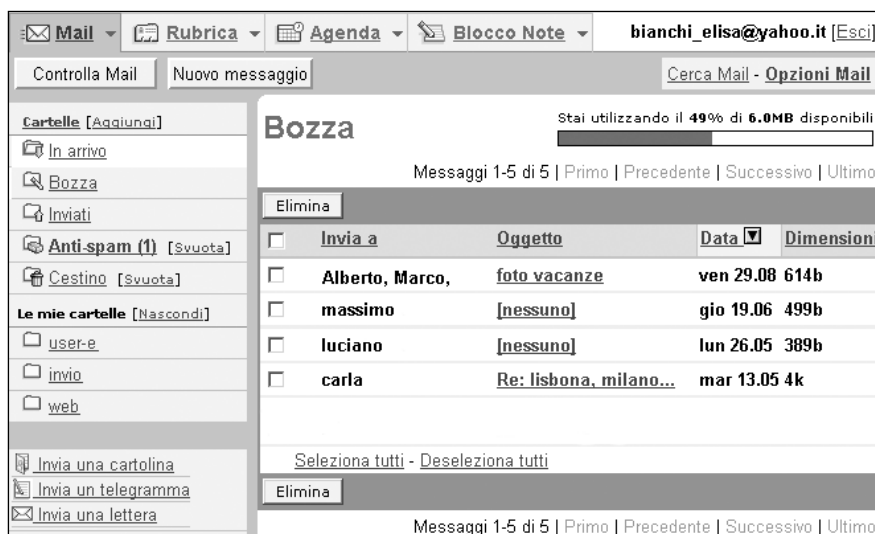 Mail Rubrica Agenda Blocco Note bianchi_elisa@yahoo.it [Esci]
Controlla Mail Nuovo messaggio Cerca Mail - Opzioni Mail
Cartelle [Aggiungi]
In arrivo
Bozza
Inviati
Anti-spam (1) [Svuota]
Cestino [Svuota]
Le mie cartelle [Nascondi]
user-e
invio
web
Invia una cartolina
Invia un telegramma
Invia una lettera
Bozza
Stai utilizzando il 49% di 6.0MB disponibili
Messaggi 1-5 di 5 | Primo | Precedente | Successivo | Ultimo
Elimina
Invia a Oggetto Data Dimensioni
Alberto, Marco, foto vacanze ven 29.08 614b
massimo [nessuno] gio 19.06 499b
luciano [nessuno] lun 26.05 389b
carla Re: lisbona, milano... mar 13.05 4k
Seleziona tutti - Deseleziona tutti
Elimina
Messaggi 1-5 di 5 | Primo | Precedente | Successivo | Ultimo